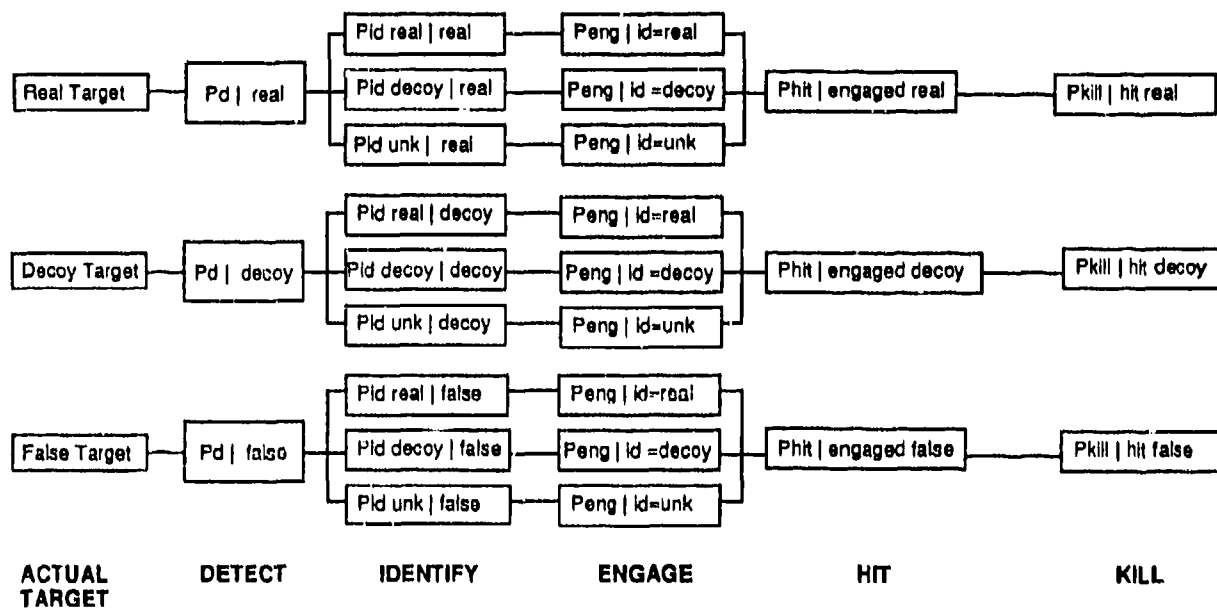 Pid real | real
Peng | id=real
Real Target
Pd | real
Pid decoy | real
Peng | id =decoy
Phit | engaged real
Pkill | hit real
Pid unk | real
Peng | id=unk
Pid real | decoy
Peng | id=real
Decoy Target
Pd | decoy
Pid decoy | decoy
Peng | id =decoy
Phit | engaged decoy
Pkill | hit decoy
Pid unk | decoy
Peng | id=unk
Pid real | false
Peng | id=real
False Target
Pd | false
Pid decoy | false
Peng | id =decoy
Phit | engaged false
Pkill | hit false
Pid unk | false
Peng | id=unk
ACTUAL
TARGET
DETECT
IDENTIFY
ENGAGE
HIT
KILL